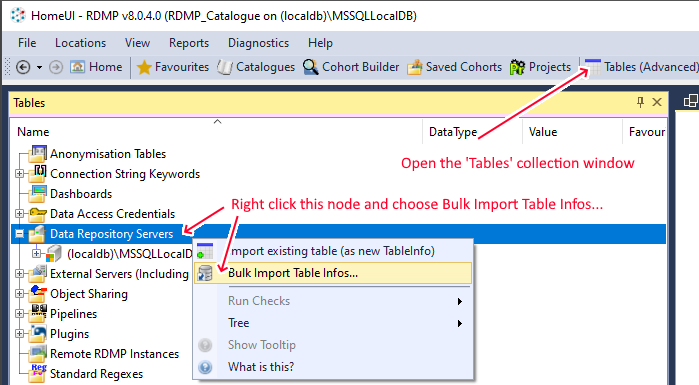 HomeUI - RDMP v8.0.4.0 (RDMP_Catalogue on (localdb)\MSSQLLocalDB)
File Locations View Reports Diagnostics Help
Home Favourites Catalogues Cohort Builder Saved Cohorts Projects Tables (Advanced)
Tables
Name DataType Value Favour
Anonymisation Tables
Open the 'Tables' collection window
Connection String Keywords
Dashboards
Right click this node and choose Bulk Import Table Infos...
Data Access Credentials
Data Repository Servers
(localdb)\MSSQLLocalD
Import existing table (as new TableInfo)
External Servers (Including
Bulk Import Table Infos...
Object Sharing
Run Checks
Pipelines
Tree
Plugins
Show Tooltip
Remote RDMP Instances
What is this?
Standard Regexes